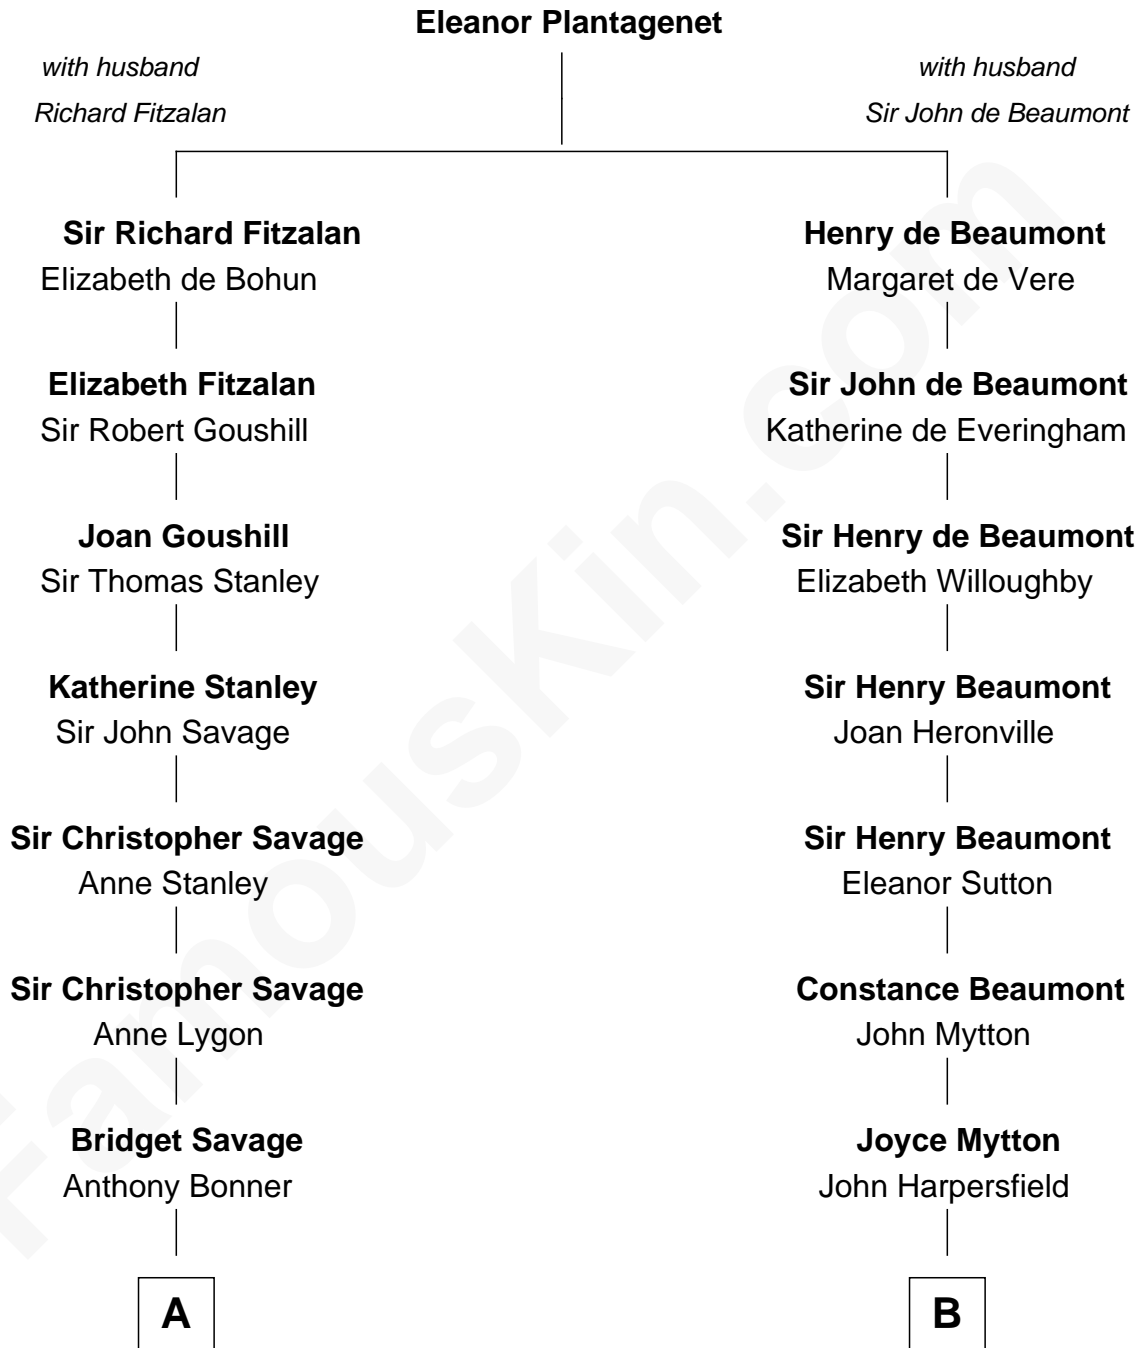 Eleanor Plantagenet
with husband
Richard Fitzalan
with husband
Sir John de Beaumont
Sir Richard Fitzalan
Elizabeth de Bohun
Henry de Beaumont
Margaret de Vere
Elizabeth Fitzalan
Sir Robert Goushill
Sir John de Beaumont
Katherine de Everingham
Joan Goushill
Sir Thomas Stanley
Sir Henry de Beaumont
Elizabeth Willoughby
Katherine Stanley
Sir John Savage
Sir Henry Beaumont
Joan Heronville
Sir Christopher Savage
Anne Stanley
Sir Henry Beaumont
Eleanor Sutton
Sir Christopher Savage
Anne Lygon
Constance Beaumont
John Mytton
Bridget Savage
Anthony Bonner
Joyce Mytton
John Harpersfield
A
B
FamousKin.com